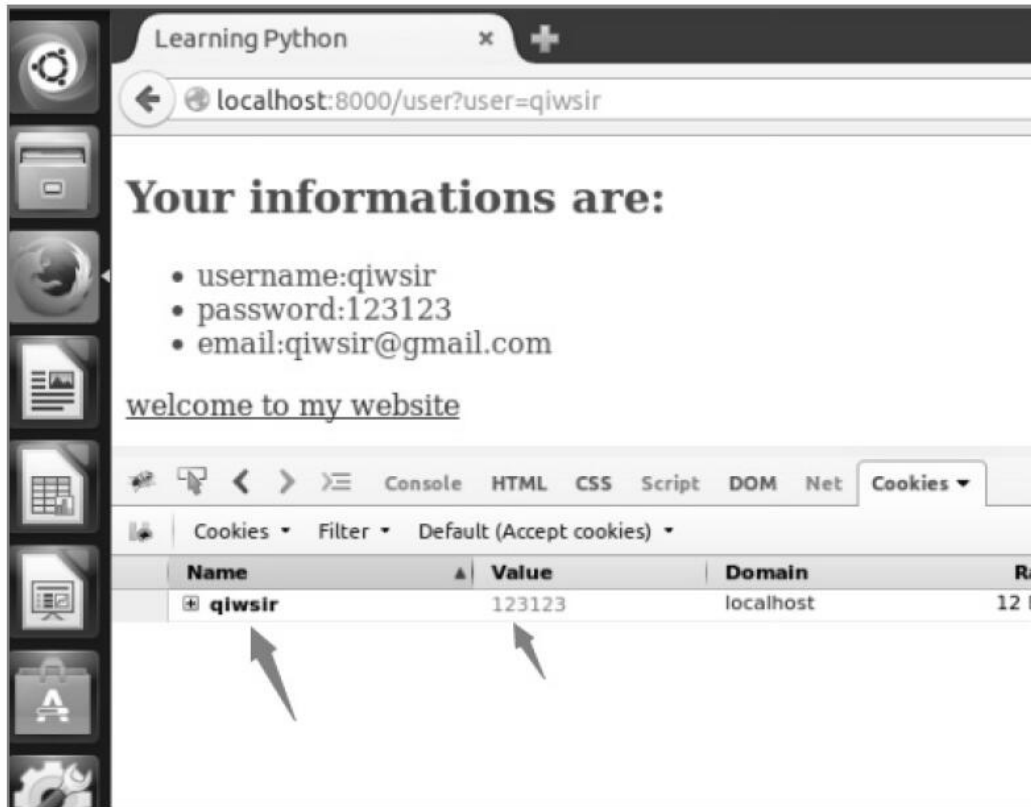 Learning Python
localhost:8000/user?user=qiwsir
Your informations are:
• username:qiwsir
• password:123123
• email:qiwsir@gmail.com
welcome to my website
Console HTML CSS Script DOM Net Cookies
Cookies Filter Default (Accept cookies)
Name Value Domain
qiwsir 123123 localhost 12